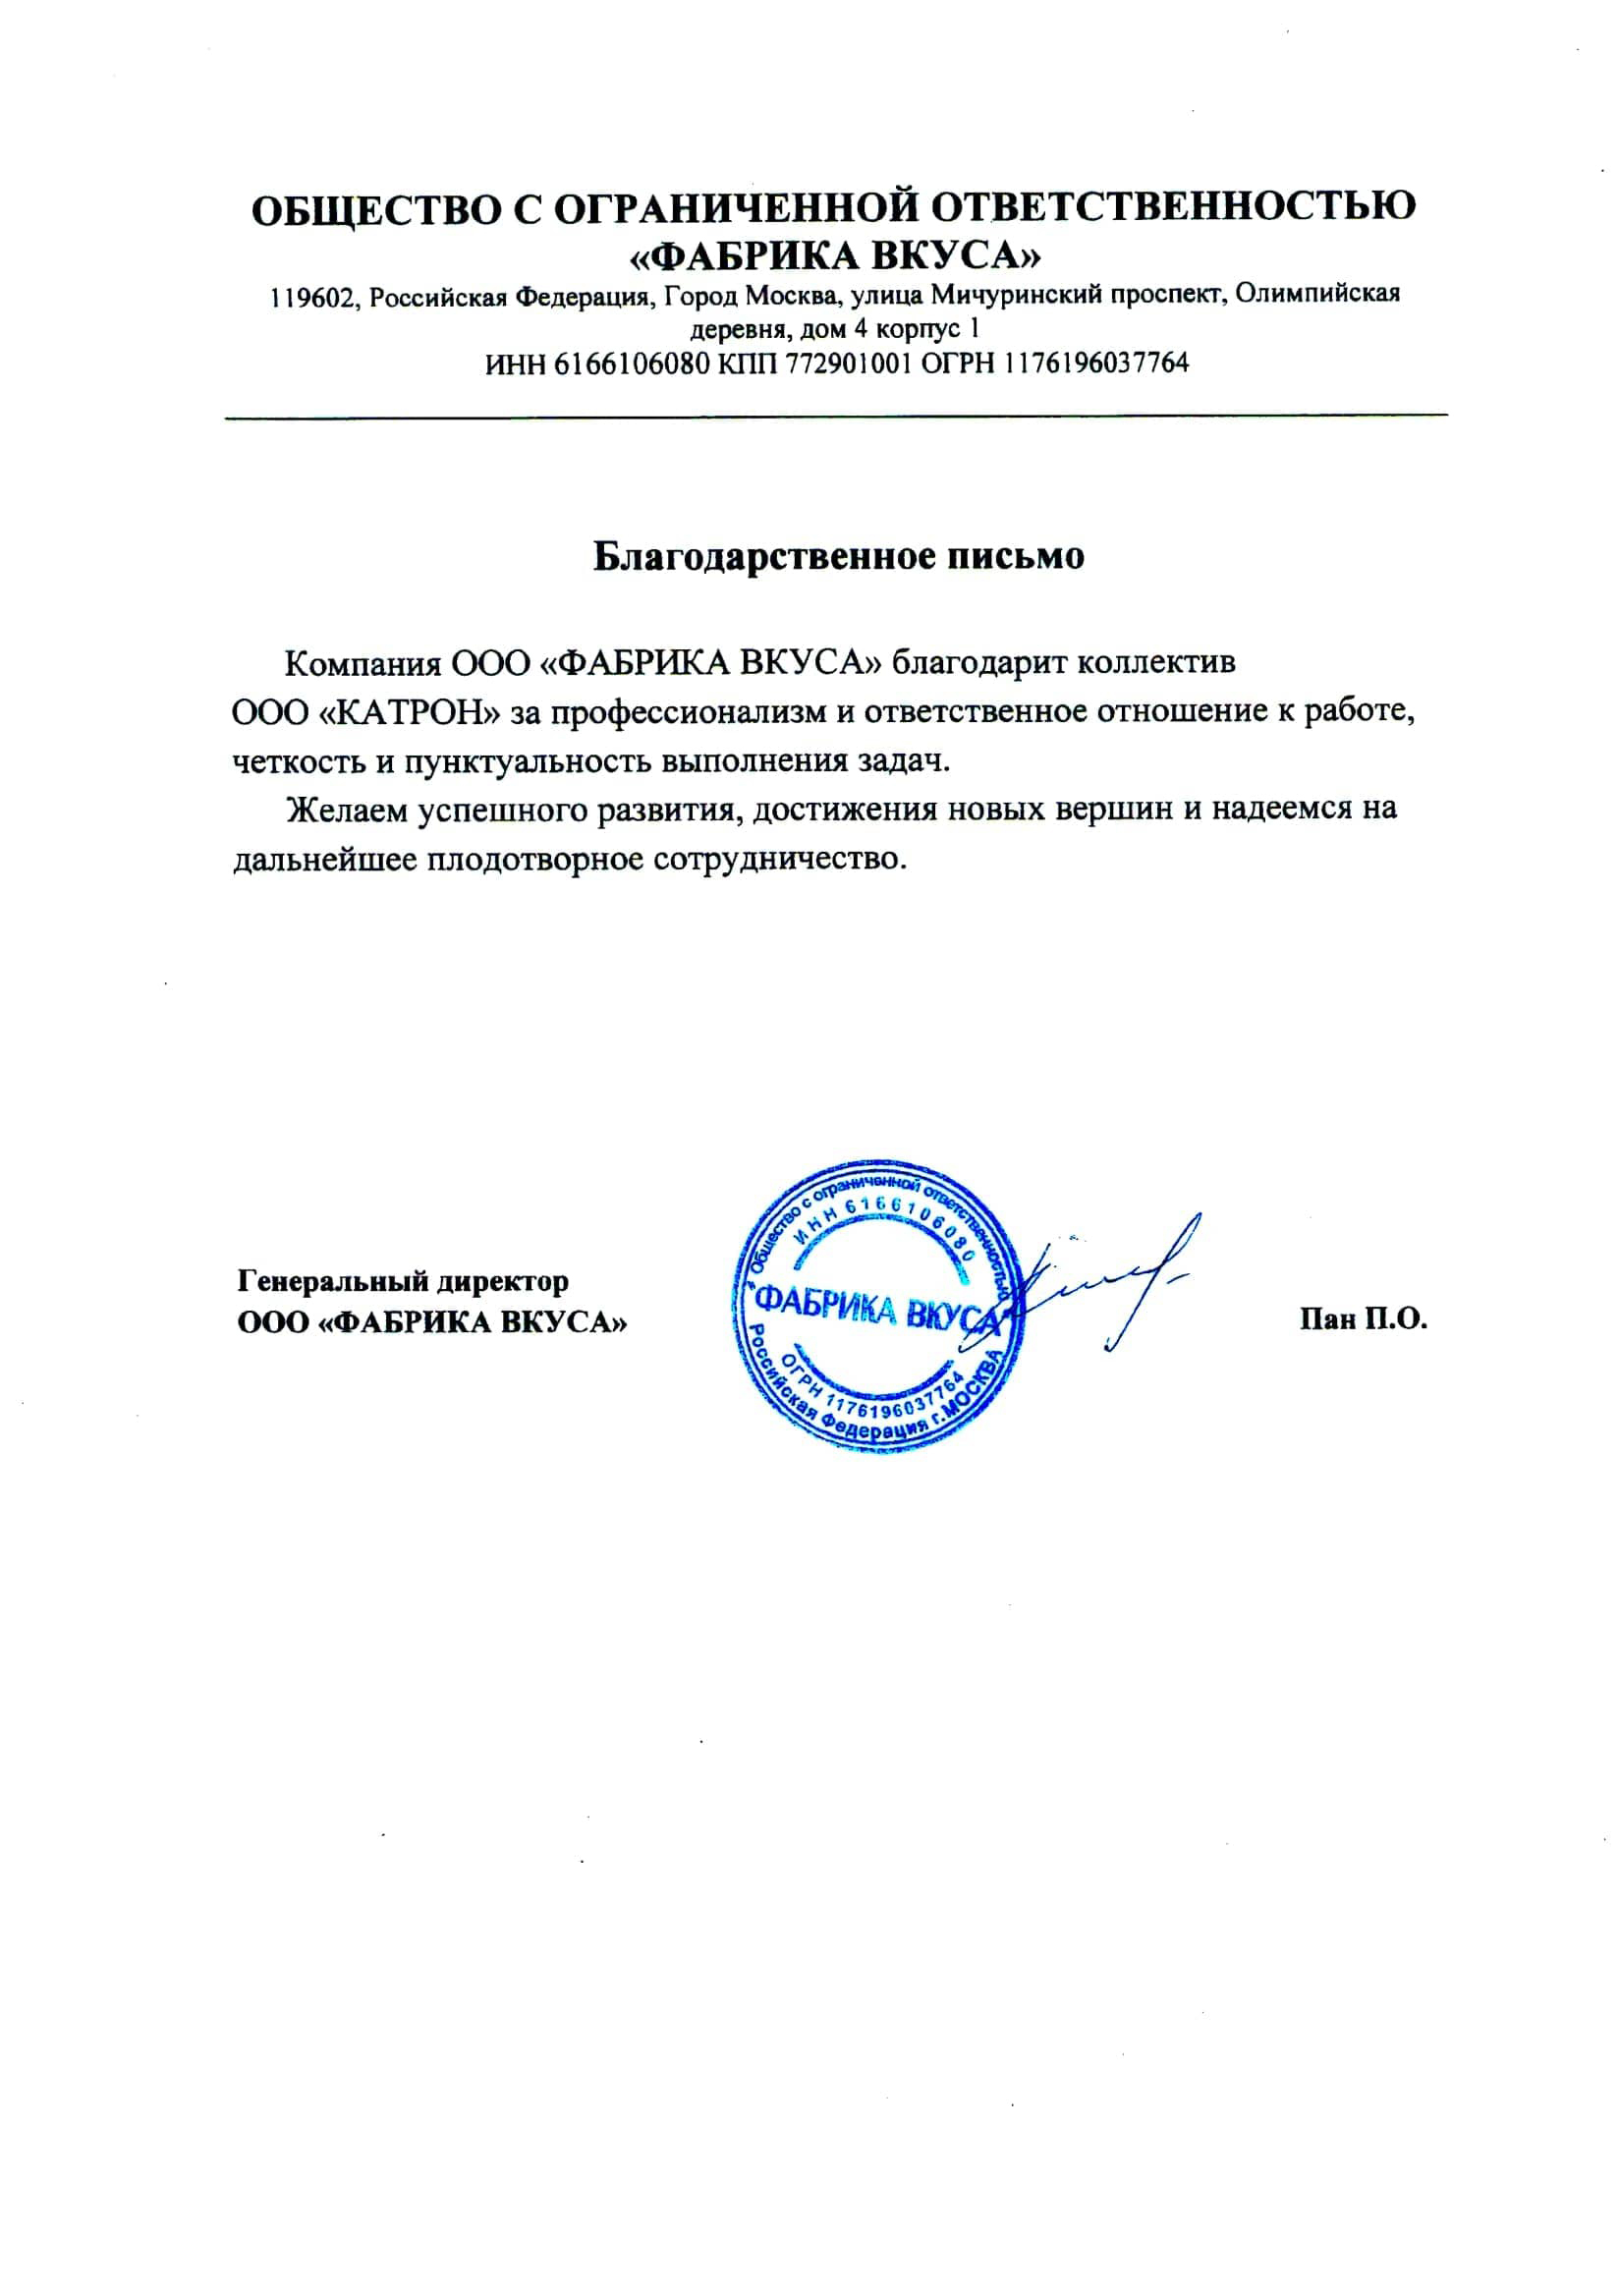 ОБЩЕСТВО С ОГРАНИЧЕННОЙ ОТВЕТСТВЕННОСТЬЮ
«ФАБРИКА ВКУСА»
119602, Российская Федерация, Город Москва, улица Мичуринский проспект, Олимпийская
деревня, дом 4 корпус 1
ИНН 6166106080 КПП 772901001 ОГРН 1176196037764
Благодарственное письмо
Компания ООО «ФАБРИКА ВКУСА» благодарит коллектив
ООО «КАТРОН» за профессионализм и ответственное отношение к работе,
четкость и пунктуальность выполнения задач.
Желаем успешного развития, достижения новых вершин и надеемся на
дальнейшее плодотворное сотрудничество.
Генеральный директор
ООО «ФАБРИКА ВКУСА»
Общество с ограниченной ответственностью
ИНН 6166106080
"ФАБРИКА ВКУСА"
ОГРН 1176196037764
Российская Федерация г.МОСКВА
Пан П.О.